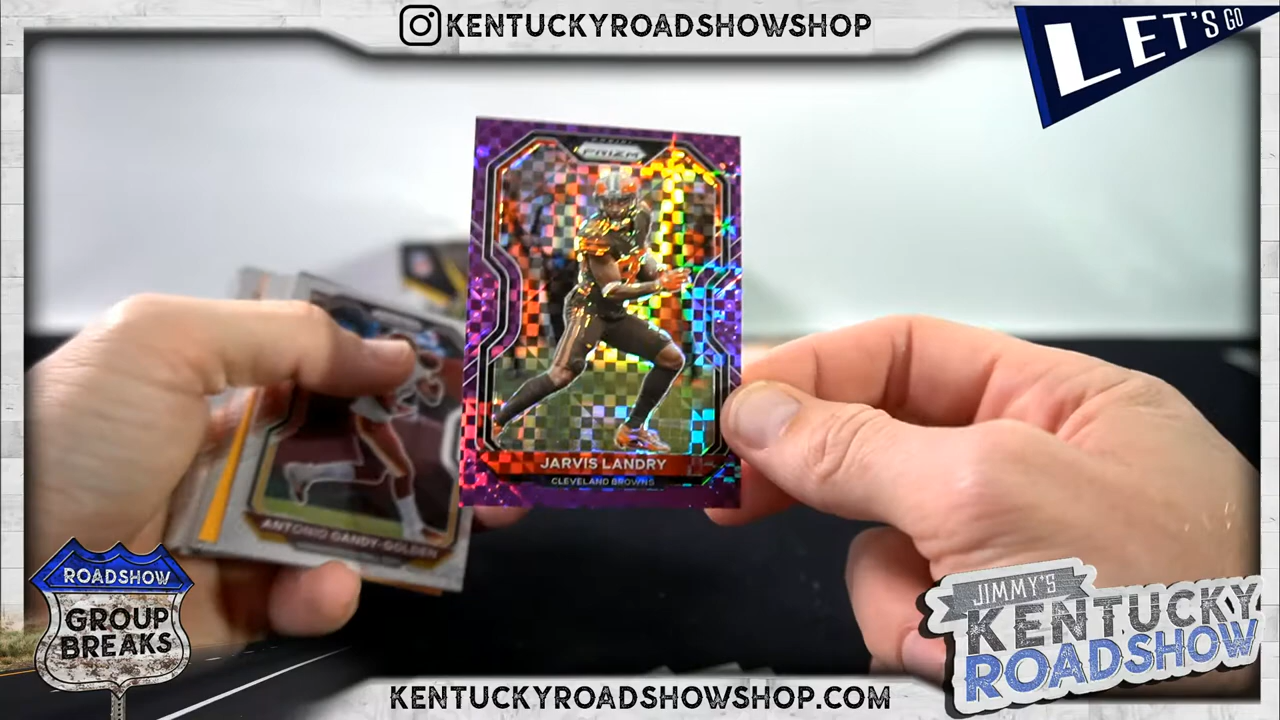 KENTUCKYROADSHOWSHOP
LET'S GO
PANINI
PRIZM
JARVIS LANDRY
CLEVELAND BROWNS
ANTONIO GANDY-GOLDEN
ROADSHOW
GROUP
BREAKS
JIMMY'S
KENTUCKY
ROADSHOW
KENTUCKYROADSHOWSHOP.COM